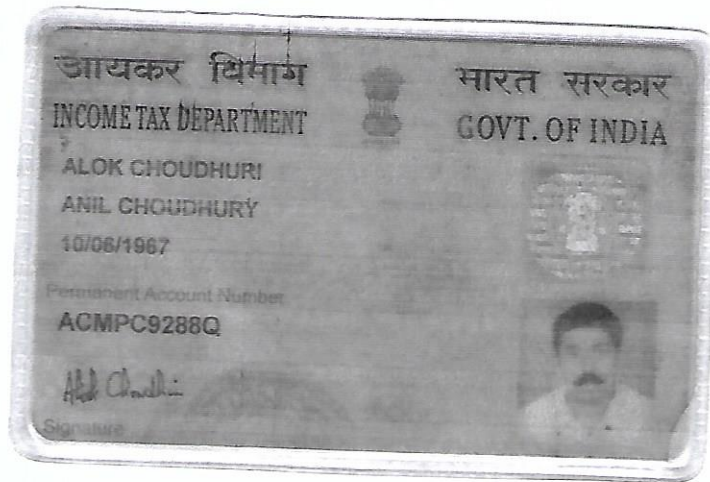 आयकर विभाग
भारत सरकार
INCOME TAX DEPARTMENT
GOVT. OF INDIA
ALOK CHOUDHURI
ANIL CHOUDHURY
10/06/1967
Permanent Account Number
ACMPC9288Q
Signature